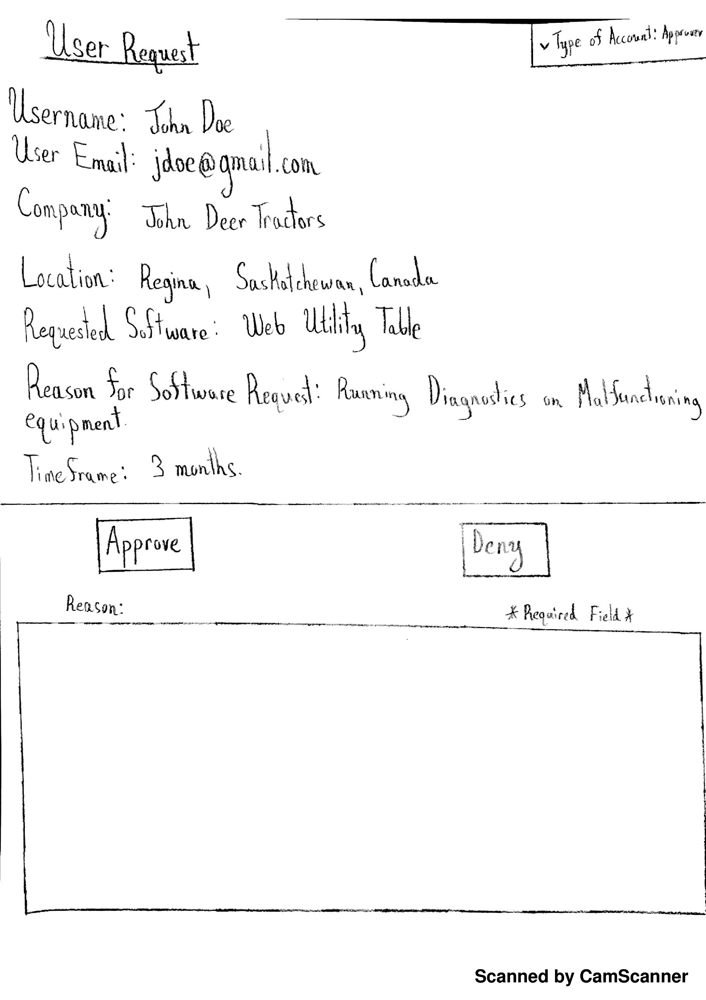 User Request
v Type of Account: Approver
Username: John Doe
User Email: jdoe@gmail.com
Company: John Deer Tractors
Location: Regina, Saskatchewan, Canada
Requested Software: Web Utility Table
Reason for Software Request: Running Diagnostics on Malfunctioning
equipment.
Timeframe: 3 months.
Approve
Deny
Reason:
* Required Field *
Scanned by CamScanner